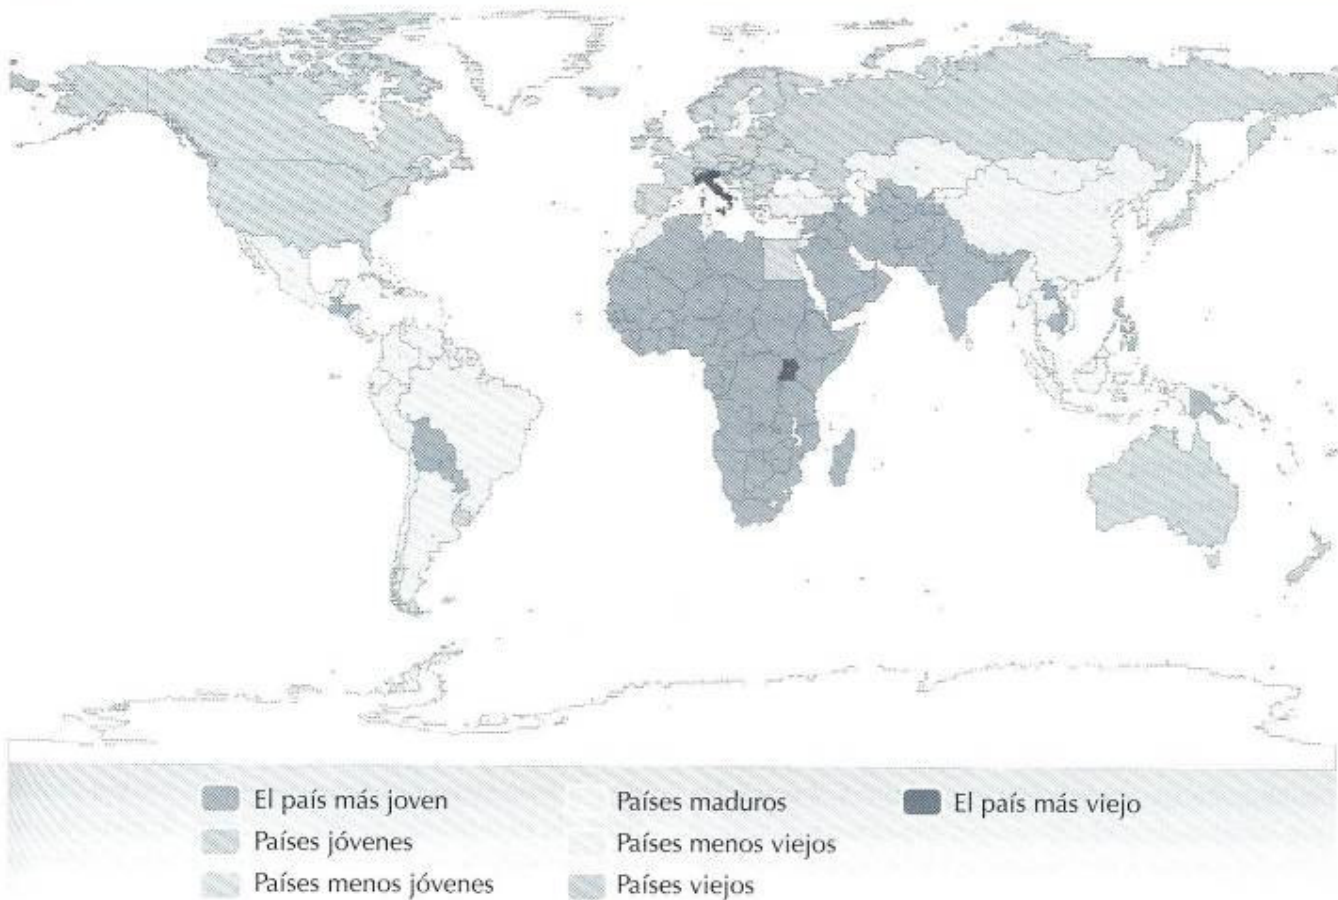 El país más joven
Países jóvenes
Países menos jóvenes
Países maduros
Países menos viejos
Países viejos
El país más viejo